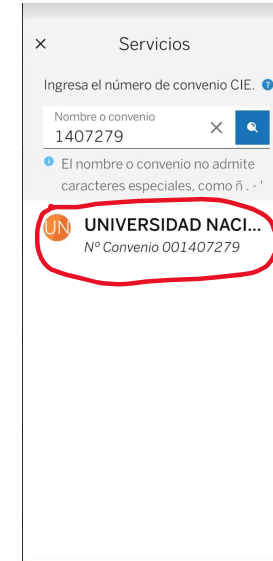 Servicios
Ingresa el número de convenio CIE.
Nombre o convenio
1407279
El nombre o convenio no admite
caracteres especiales, como ñ . - '
UN
UNIVERSIDAD NACI...
Nº Convenio 001407279